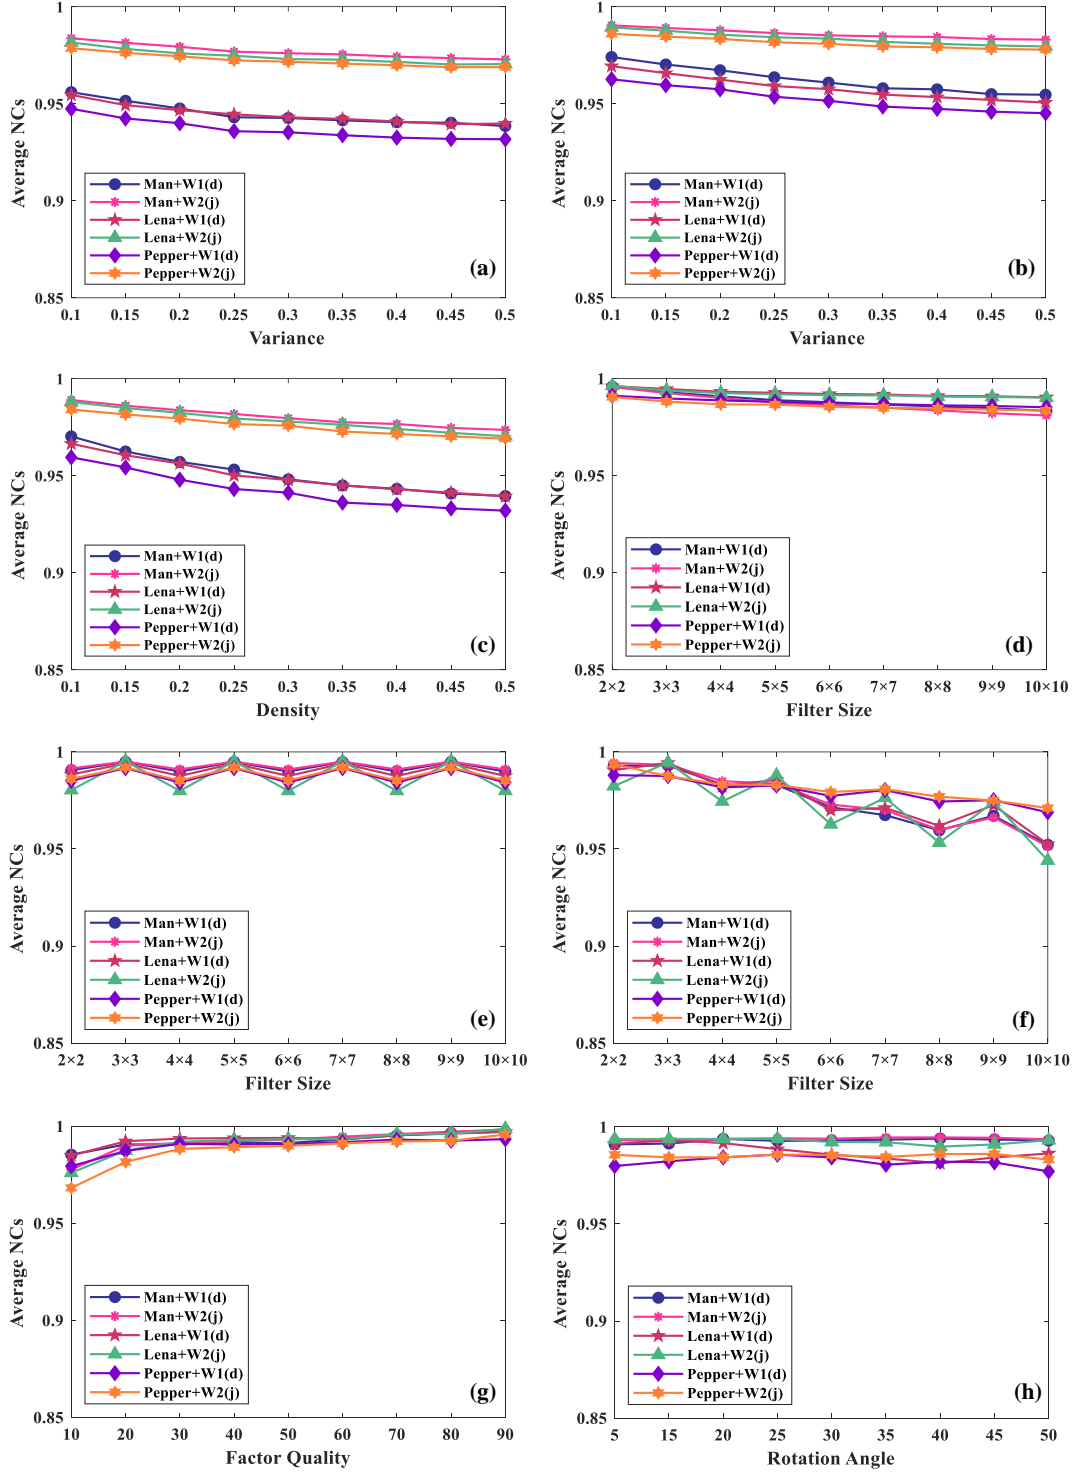 1
0.95
0.9
0.85
Average NCs
Man+W1(d)
Man+W2(j)
Lena+W1(d)
Lena+W2(j)
Pepper+W1(d)
Pepper+W2(j)
(a)
0.1 0.15 0.2 0.25 0.3 0.35 0.4 0.45 0.5
Variance
1
0.95
0.9
0.85
Average NCs
Man+W1(d)
Man+W2(j)
Lena+W1(d)
Lena+W2(j)
Pepper+W1(d)
Pepper+W2(j)
(b)
0.1 0.15 0.2 0.25 0.3 0.35 0.4 0.45 0.5
Variance
1
0.95
0.9
0.85
Average NCs
Man+W1(d)
Man+W2(j)
Lena+W1(d)
Lena+W2(j)
Pepper+W1(d)
Pepper+W2(j)
(c)
0.1 0.15 0.2 0.25 0.3 0.35 0.4 0.45 0.5
Density
1
0.95
0.9
0.85
Average NCs
Man+W1(d)
Man+W2(j)
Lena+W1(d)
Lena+W2(j)
Pepper+W1(d)
Pepper+W2(j)
(d)
2×2 3×3 4×4 5×5 6×6 7×7 8×8 9×9 10×10
Filter Size
1
0.95
0.9
0.85
Average NCs
Man+W1(d)
Man+W2(j)
Lena+W1(d)
Lena+W2(j)
Pepper+W1(d)
Pepper+W2(j)
(e)
2×2 3×3 4×4 5×5 6×6 7×7 8×8 9×9 10×10
Filter Size
1
0.95
0.9
0.85
Average NCs
Man+W1(d)
Man+W2(j)
Lena+W1(d)
Lena+W2(j)
Pepper+W1(d)
Pepper+W2(j)
(f)
2×2 3×3 4×4 5×5 6×6 7×7 8×8 9×9 10×10
Filter Size
1
0.95
0.9
0.85
Average NCs
Man+W1(d)
Man+W2(j)
Lena+W1(d)
Lena+W2(j)
Pepper+W1(d)
Pepper+W2(j)
(g)
10 20 30 40 50 60 70 80 90
Factor Quality
1
0.95
0.9
0.85
Average NCs
Man+W1(d)
Man+W2(j)
Lena+W1(d)
Lena+W2(j)
Pepper+W1(d)
Pepper+W2(j)
(h)
5 15 20 25 30 35 40 45 50
Rotation Angle